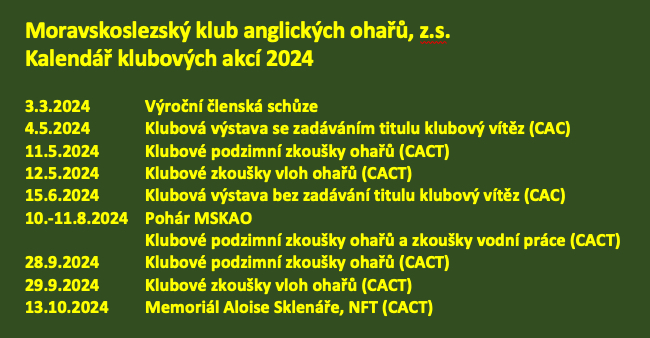 Moravskoslezský klub anglických ohařů, z.s.
Kalendář klubových akcí 2024
3.3.2024 Výroční členská schůze
4.5.2024 Klubová výstava se zadáváním titulu klubový vítěz (CAC)
11.5.2024 Klubové podzimní zkoušky ohařů (CACT)
12.5.2024 Klubové zkoušky vloh ohařů (CACT)
15.6.2024 Klubová výstava bez zadávání titulu klubový vítěz (CAC)
10.-11.8.2024 Pohár MSKAO
Klubové podzimní zkoušky ohařů a zkoušky vodní práce (CACT)
28.9.2024 Klubové podzimní zkoušky ohařů (CACT)
29.9.2024 Klubové zkoušky vloh ohařů (CACT)
13.10.2024 Memoriál Aloise Sklenáře, NFT (CACT)